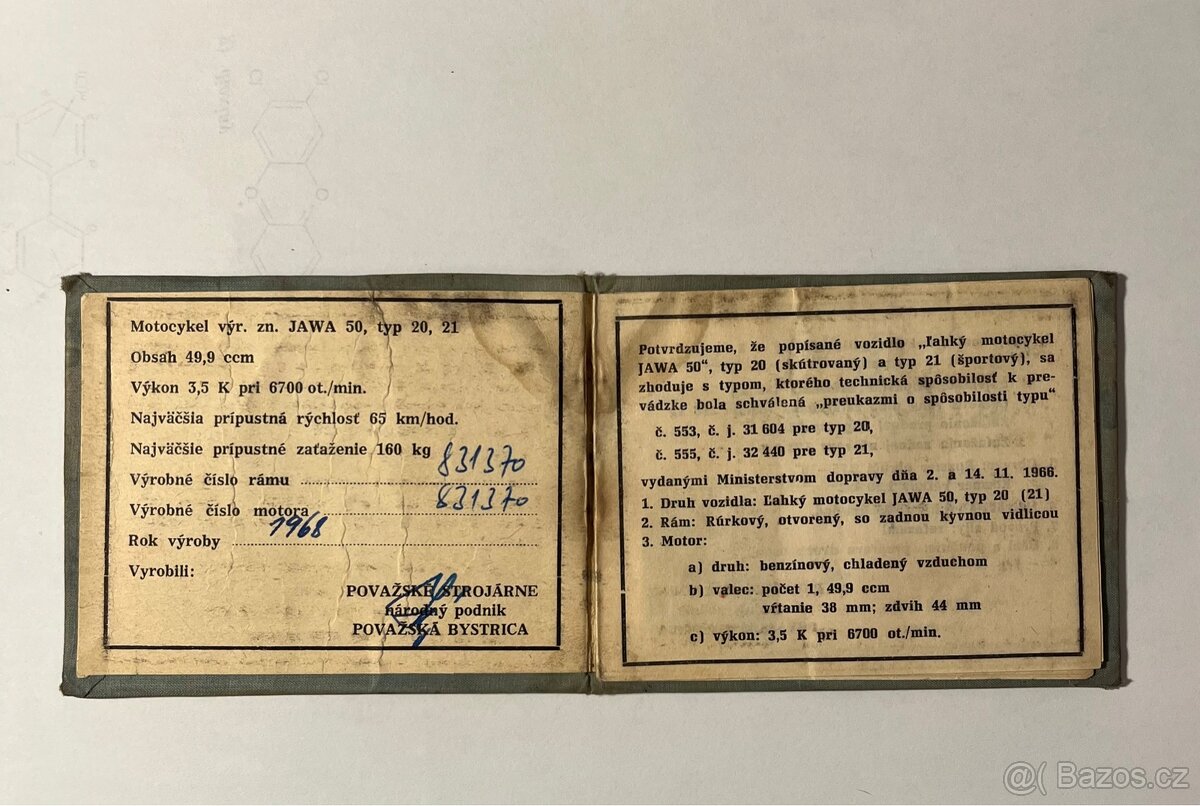 Motocykel výr. zn. JAWA 50, typ 20, 21
Obsah 49,9 ccm
Výkon 3,5 K pri 6700 ot./min.
Najväčšia prípustná rýchlosť 65 km/hod.
Najväčšie prípustné zaťaženie 160 kg
Výrobné číslo rámu 831370
Výrobné číslo motora 831370
Rok výroby 1968
Vyrobili:
POVAŽSKÉ STROJÁRNE
národný podnik
POVAŽSKÁ BYSTRICA
Potvrdzujeme, že popísané vozidlo „ľahký motocykel
JAWA 50“, typ 20 (skútrovaný) a typ 21 (športový), sa
zhoduje s typom, ktorého technická spôsobilosť k pre-
vádzke bola schválená „preukazmi o spôsobilosti typu“
č. 553, č. j. 31 604 pre typ 20,
č. 555, č. j. 32 440 pre typ 21,
vydanými Ministerstvom dopravy dňa 2. a 14. 11. 1966.
1. Druh vozidla: Ľahký motocykel JAWA 50, typ 20 (21)
2. Rám: Rúrkový, otvorený, so zadnou kyvnou vidlicou
3. Motor:
a) druh: benzínový, chladený vzduchom
b) valec: počet 1, 49,9 ccm
vŕtanie 38 mm; zdvih 44 mm
c) výkon: 3,5 K pri 6700 ot./min.
@( Bazos.cz